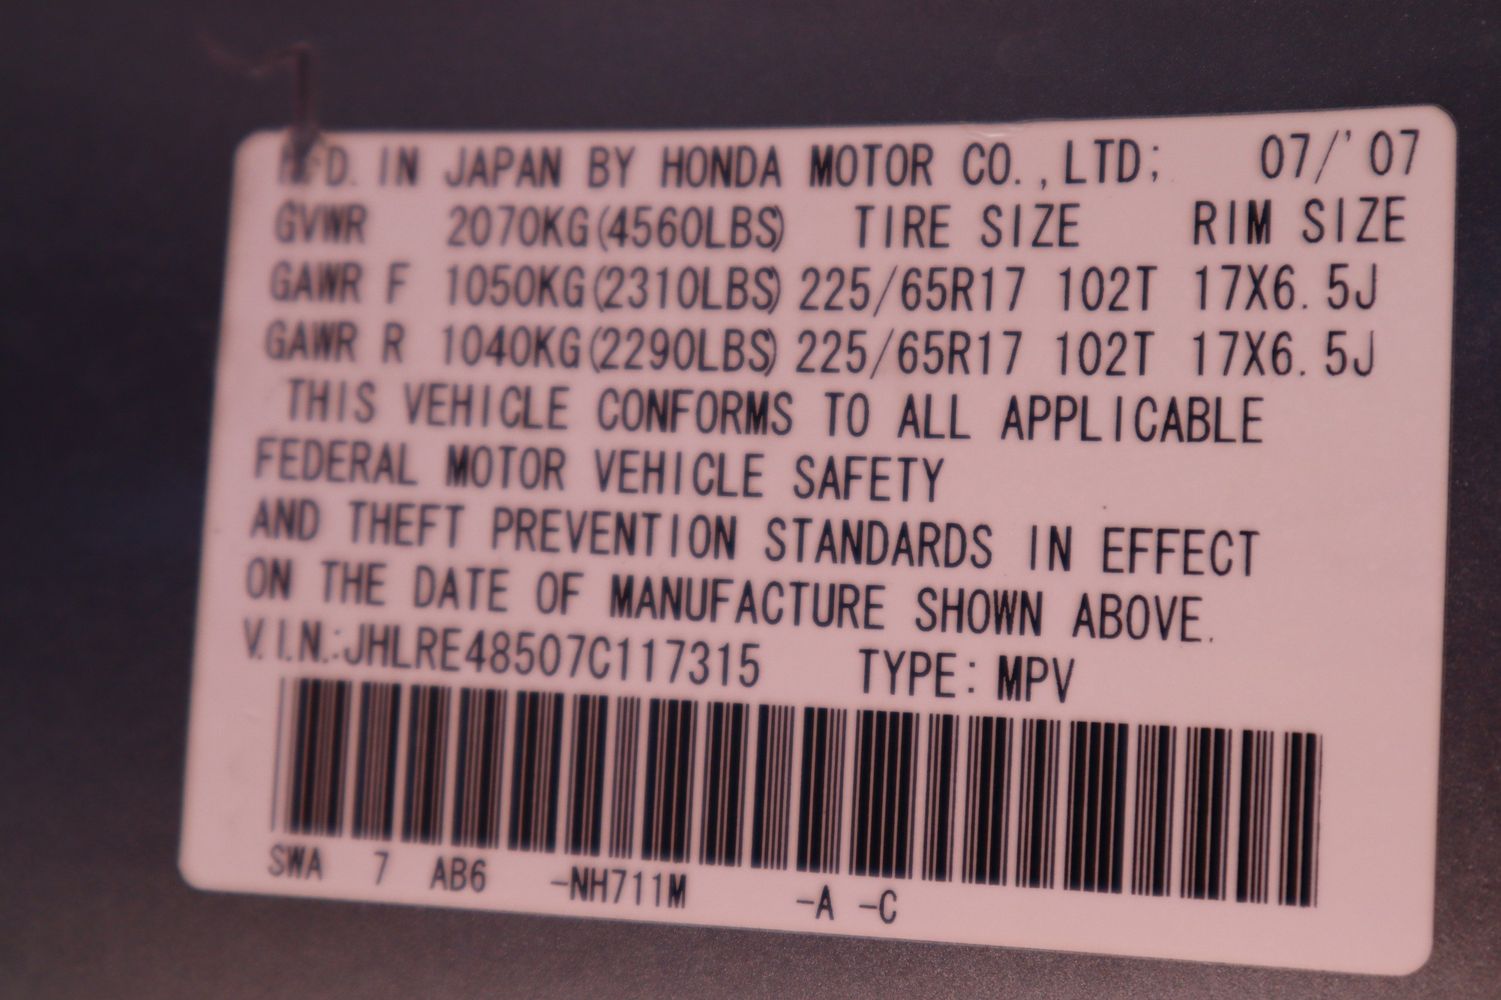 MFD. IN JAPAN BY HONDA MOTOR CO.,LTD; 07/'07
GVWR 2070KG(4560LBS) TIRE SIZE RIM SIZE
GAWR F 1050KG(2310LBS) 225/65R17 102T 17X6.5J
GAWR R 1040KG(2290LBS) 225/65R17 102T 17X6.5J
THIS VEHICLE CONFORMS TO ALL APPLICABLE
FEDERAL MOTOR VEHICLE SAFETY
AND THEFT PREVENTION STANDARDS IN EFFECT
ON THE DATE OF MANUFACTURE SHOWN ABOVE.
V.I.N.:JHLRE48507C117315 TYPE: MPV
SWA 7 AB6 -NH711M -A -C